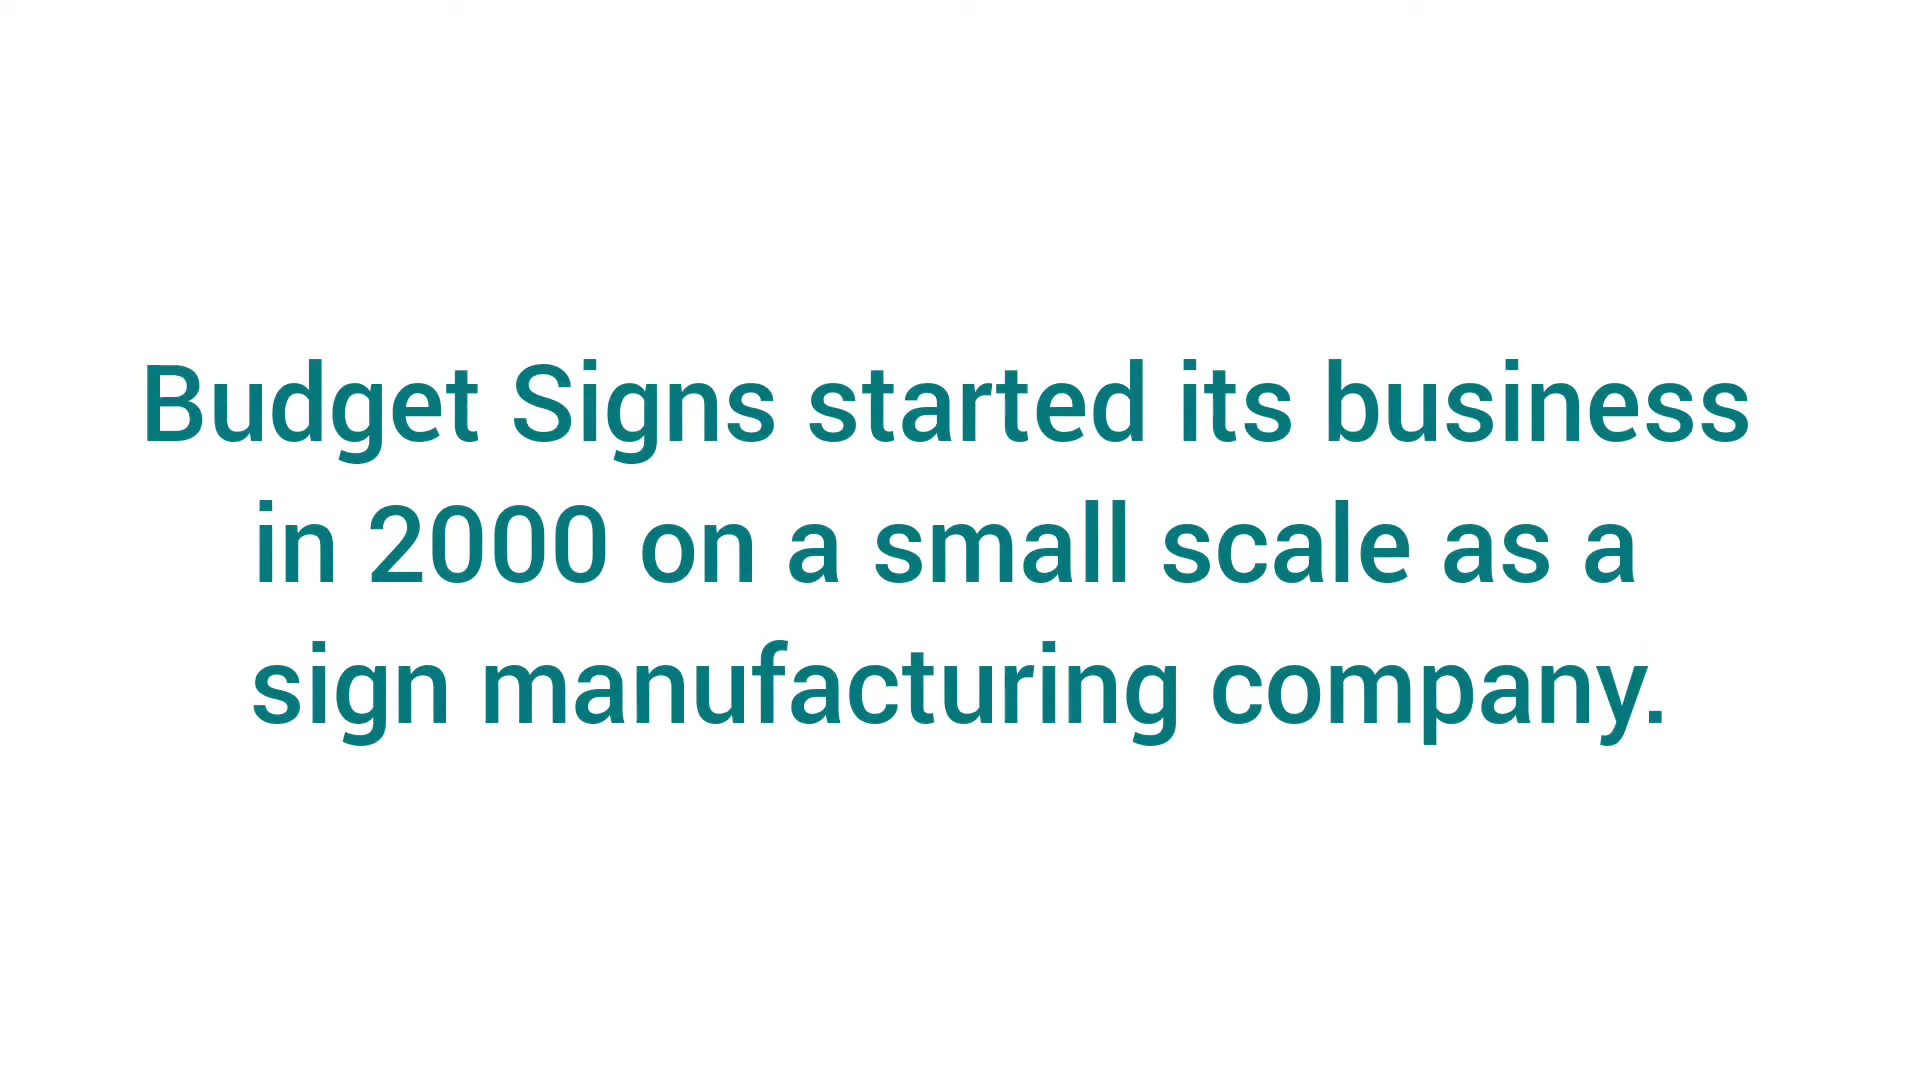 Budget Signs started its business
in 2000 on a small scale as a
sign manufacturing company.